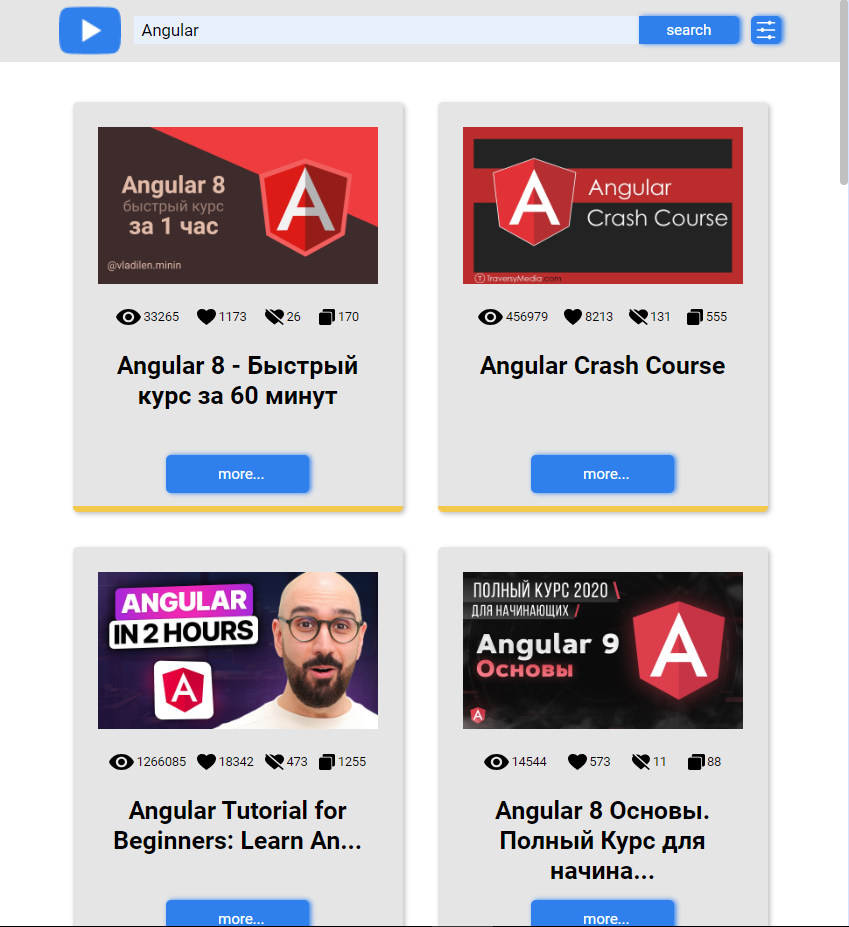 Angular
search
Angular 8
быстрый курс
за 1 час
@vladilen.minin
33265 1173 26 170
Angular 8 - Быстрый
курс за 60 минут
more...
Angular
Crash Course
TraversyMedia.com
456979 8213 131 555
Angular Crash Course
more...
ANGULAR
IN 2 HOURS
1266085 18342 473 1255
Angular Tutorial for
Beginners: Learn An...
more...
ПОЛНЫЙ КУРС 2020 \
ДЛЯ НАЧИНАЮЩИХ /
Angular 9
Основы
14544 573 11 88
Angular 8 Основы.
Полный Курс для
начина...
more...